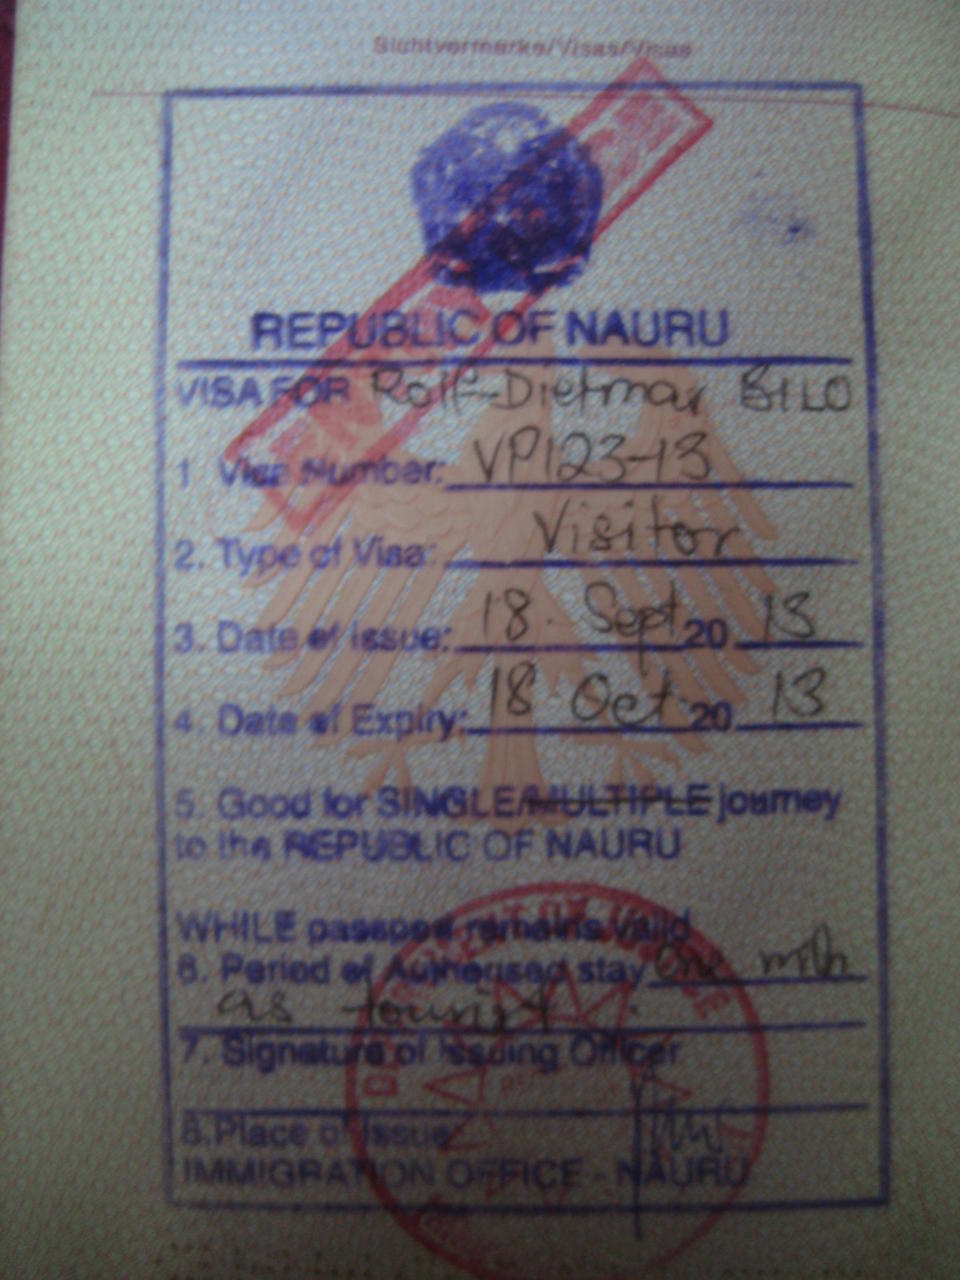 Sichtvermerke/Visas/Visas
REPUBLIC OF NAURU
VISA FOR Rolf-Dietmar BILO
1 Visa Number: VP123-13
2. Type of Visa: Visitor
3. Date of Issue: 18. Sept 20 13
4. Date of Expiry: 18. Oct. 20 13
5. Good for SINGLE/MULTIPLE journey
to the REPUBLIC OF NAURU
WHILE passport remains valid
6. Period of Authorised stay One mth
as tourist.
7. Signature of Issuing Officer
8.Place of Issue
IMMIGRATION OFFICE - NAURU